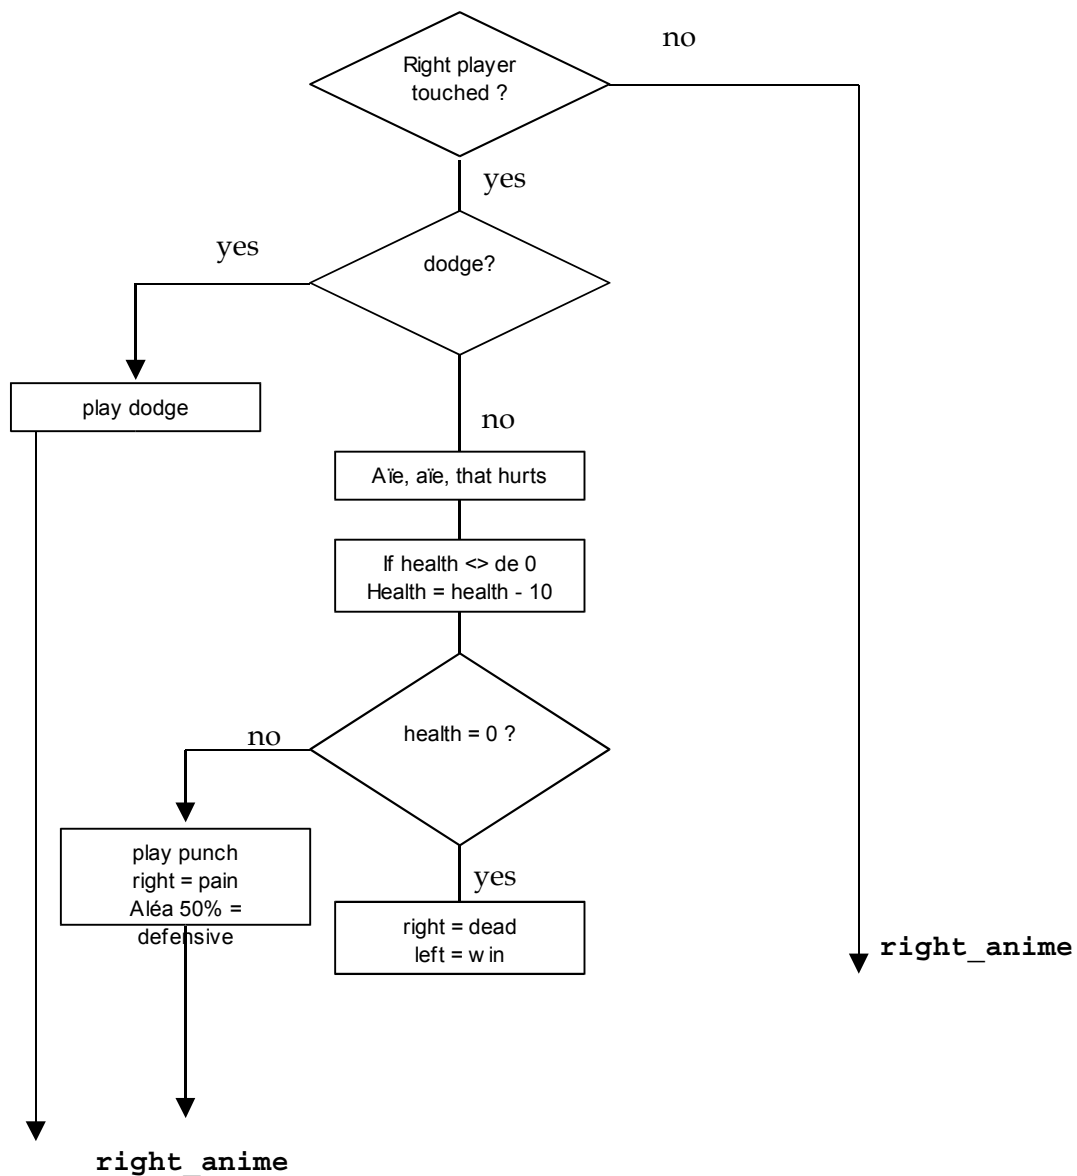 no
Right player
touched ?
yes
yes
dodge?
play dodge
no
Aïe, aïe, that hurts
If health <> de 0
Health = health - 10
health = 0 ?
no
play punch
right = pain
Aléa 50% =
defensive
yes
right = dead
left = win
right_anime
right_anime